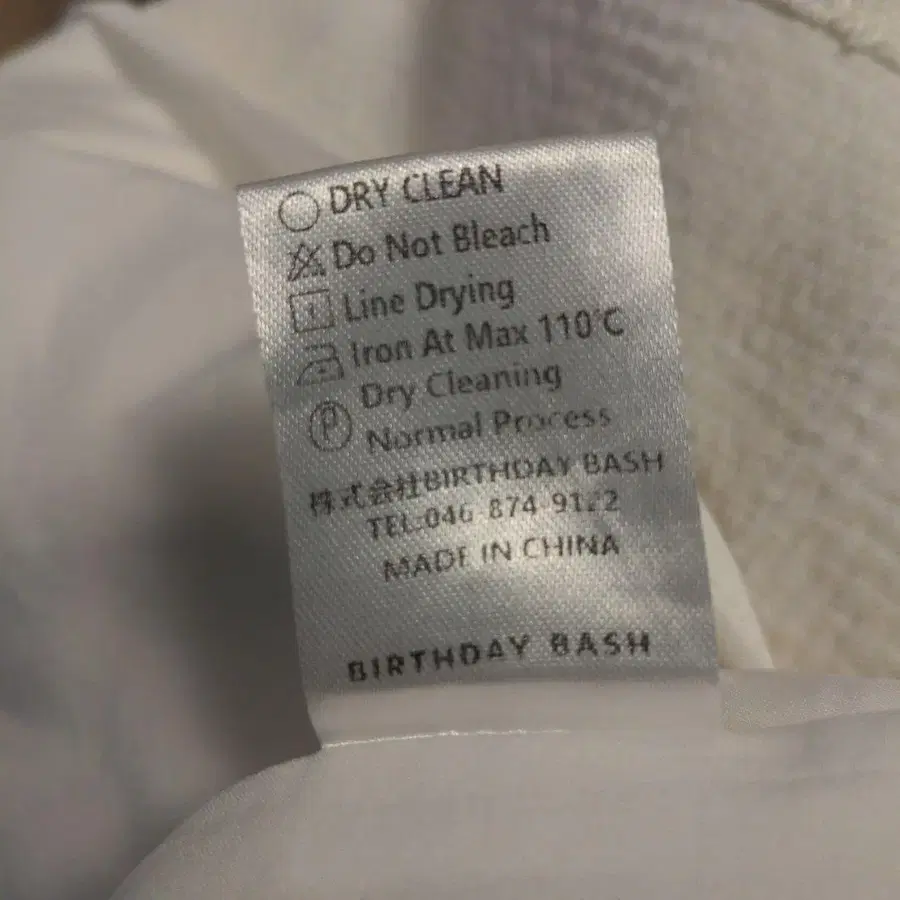 DRY CLEAN
Do Not Bleach
Line Drying
Iron At Max 110℃
Dry Cleaning
P
Normal Process
株式会社BIRTHDAY BASH
TEL:046-874-9122
MADE IN CHINA
BIRTHDAY BASH